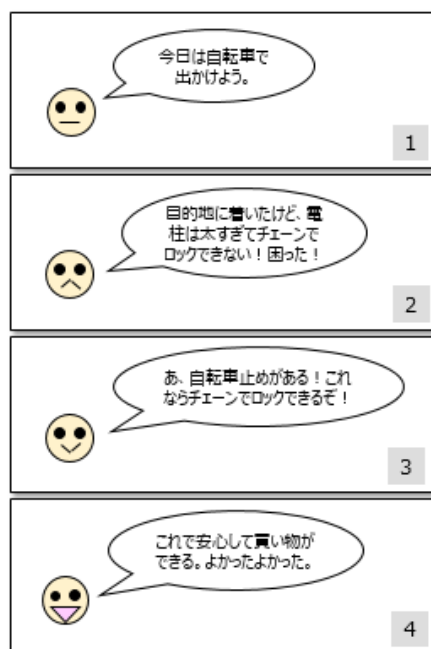 今日は自転車で
出かけよう。
1
目的地に着いたけど、電
柱は太すぎてチェーンで
ロックできない！困った！
2
あ、自転車止めがある！これ
ならチェーンでロックできるぞ！
3
これで安心して買い物が
できる。よかったよかった。
4